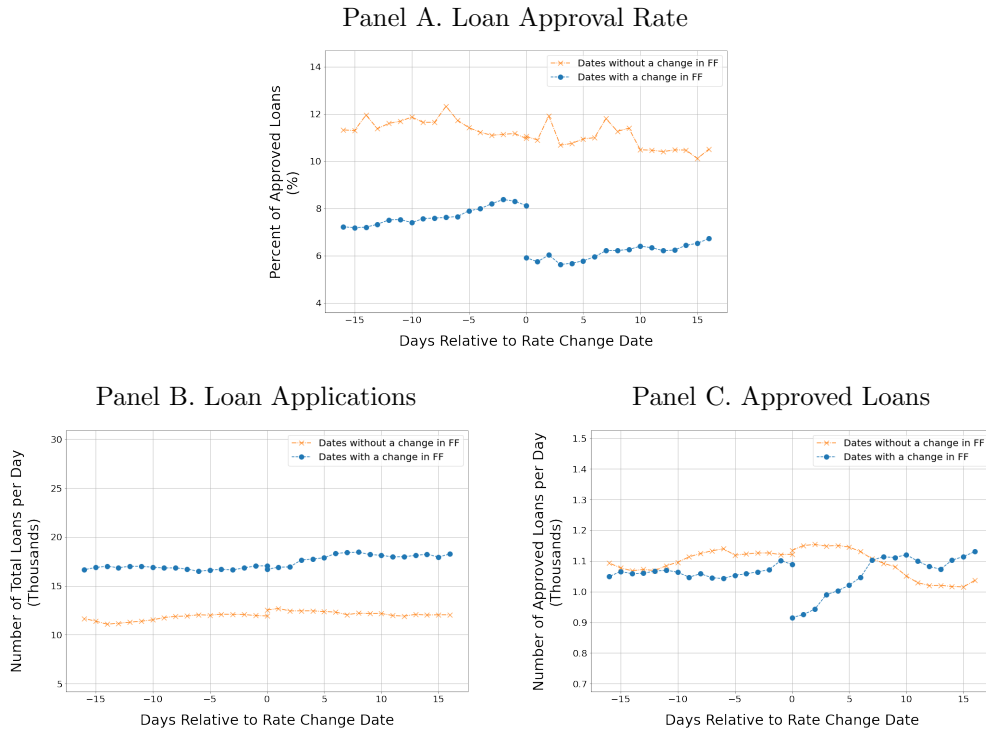 Panel A. Loan Approval Rate
Percent of Approved Loans
(%)
14
12
10
8
6
4
Dates without a change in FF
Dates with a change in FF
−15
−10
−5
0
5
10
15
Days Relative to Rate Change Date
Panel B. Loan Applications
Number of Total Loans per Day
(Thousands)
30
25
20
15
10
5
Dates without a change in FF
Dates with a change in FF
−15
−10
−5
0
5
10
15
Days Relative to Rate Change Date
Panel C. Approved Loans
Number of Approved Loans per Day
(Thousands)
1.5
1.4
1.3
1.2
1.1
1.0
0.9
0.8
0.7
Dates without a change in FF
Dates with a change in FF
−15
−10
−5
0
5
10
15
Days Relative to Rate Change Date